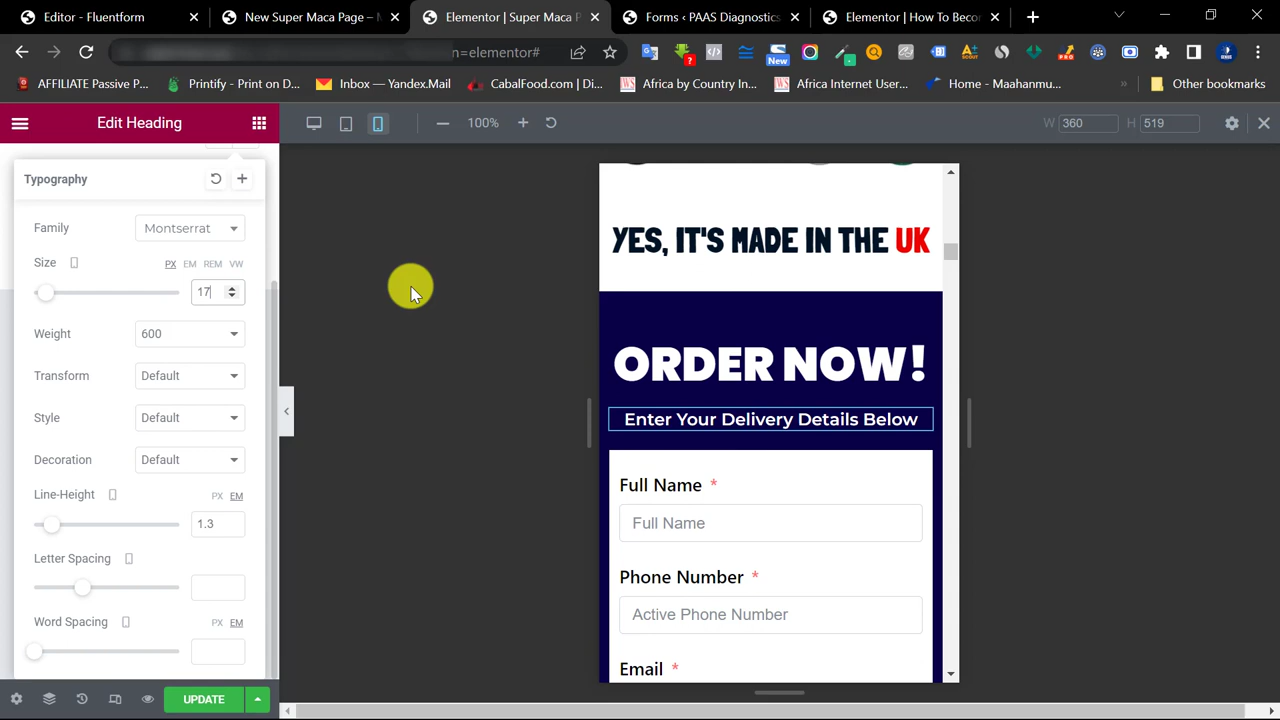 Editor - Fluentform
New Super Maca Page – N
Elementor | Super Maca P
Forms ‹ PAAS Diagnostics
Elementor | How To Becor
n=elementor#
New
PRO
AFFILIATE Passive P...
Printify - Print on D...
Inbox — Yandex.Mail
CabalFood.com | Di...
Africa by Country In...
Africa Internet User...
Home - Maahanmu...
»
Other bookmarks
Edit Heading
100%
W 360
H 519
Typography
Family
Montserrat
Size
PX EM REM VW
17
Weight
600
Transform
Default
Style
Default
Decoration
Default
Line-Height
PX EM
1.3
Letter Spacing
Word Spacing
PX EM
UPDATE
YES, IT'S MADE IN THE UK
ORDER NOW!
Enter Your Delivery Details Below
Full Name *
Full Name
Phone Number *
Active Phone Number
Email *